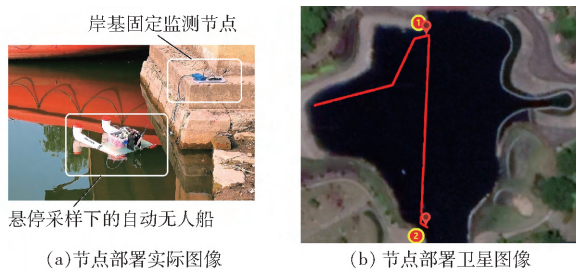 岸基固定监测节点
悬停采样下的自动无人船
(a)节点部署实际图像
1
2
(b) 节点部署卫星图像